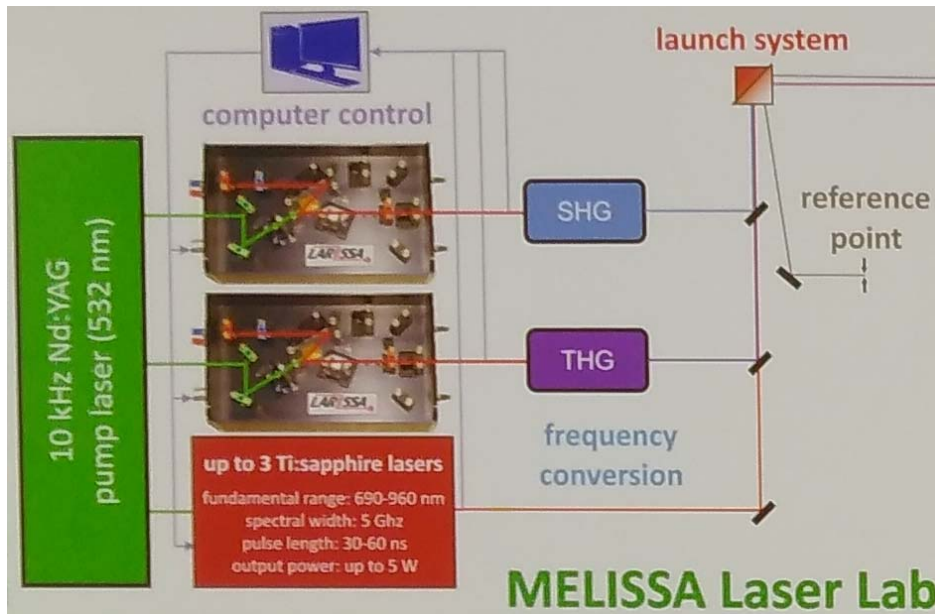 launch system
computer control
LARISSA
SHG
reference
point
10 kHz Nd:YAG
pump laser (532 nm)
LARISSA
THG
frequency
conversion
up to 3 Ti:sapphire lasers
fundamental range: 690-960 nm
spectral width: 5 Ghz
pulse length: 30-60 ns
output power: up to 5 W
MELISSA Laser Lab